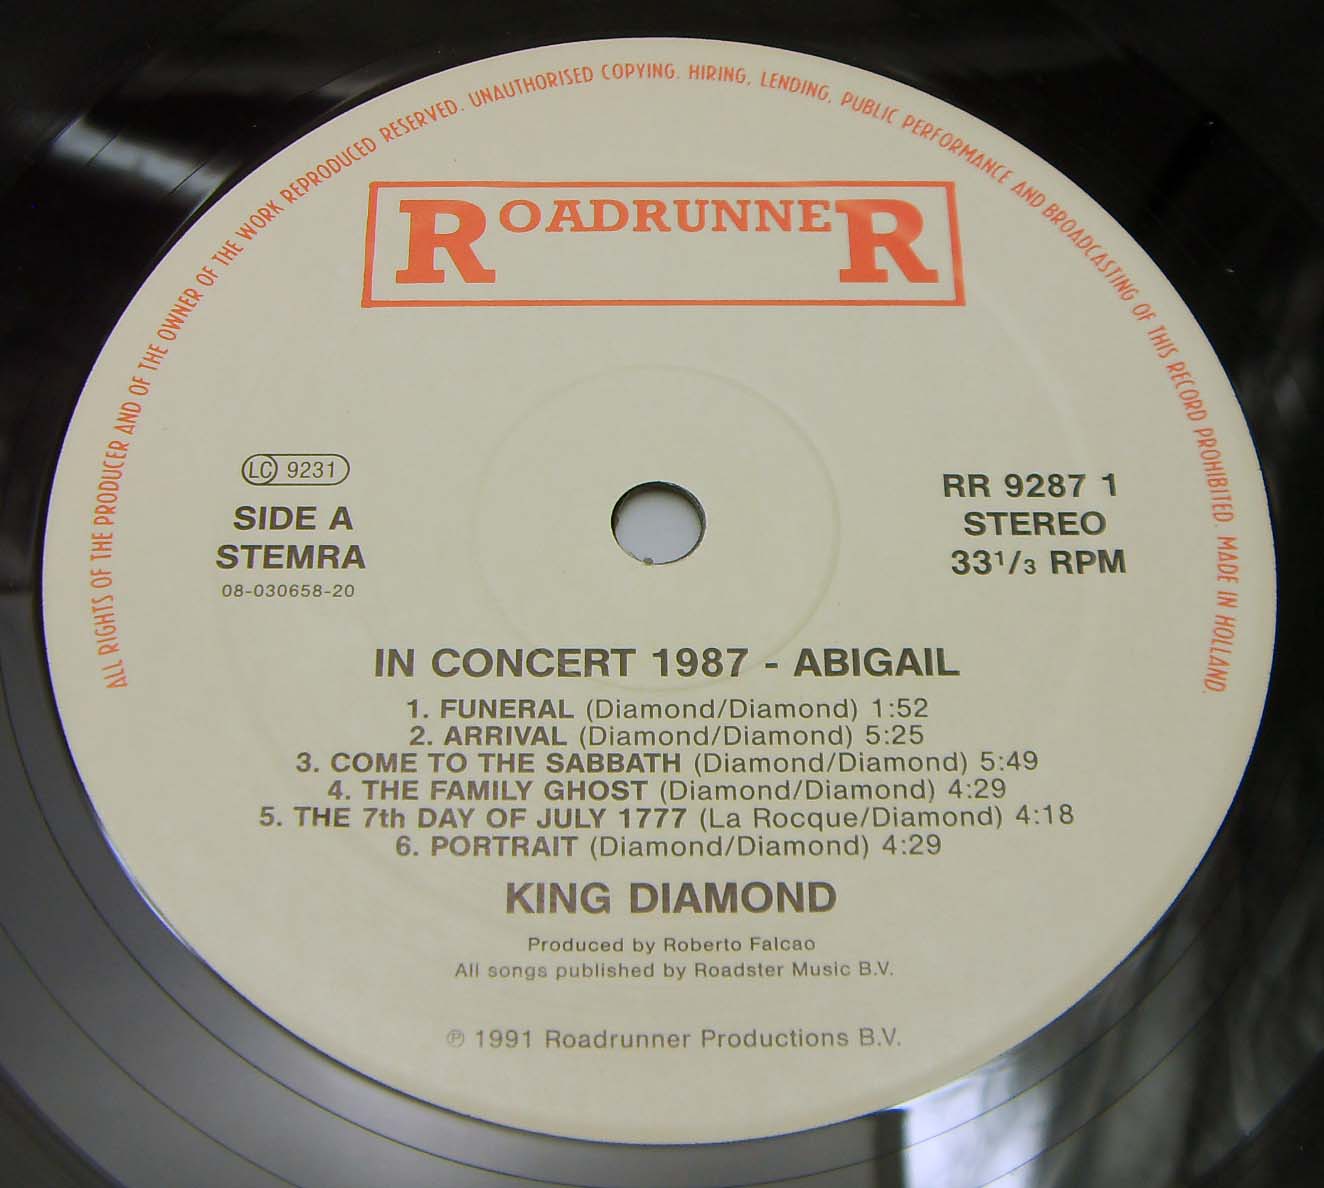 ALL RIGHTS OF THE PRODUCER AND OF THE OWNER OF THE WORK REPRODUCED RESERVED. UNAUTHORISED COPYING. HIRING, LENDING, PUBLIC PERFORMANCE AND BROADCASTING OF THIS RECORD PROHIBITED. MADE IN HOLLAND.
ROADRUNNER
LC 9231
SIDE A
STEMRA
08-030658-20
RR 9287 1
STEREO
33 1/3 RPM
IN CONCERT 1987 - ABIGAIL
1. FUNERAL (Diamond/Diamond) 1:52
2. ARRIVAL (Diamond/Diamond) 5:25
3. COME TO THE SABBATH (Diamond/Diamond) 5:49
4. THE FAMILY GHOST (Diamond/Diamond) 4:29
5. THE 7th DAY OF JULY 1777 (La Rocque/Diamond) 4:18
6. PORTRAIT (Diamond/Diamond) 4:29
KING DIAMOND
Produced by Roberto Falcao
All songs published by Roadster Music B.V.
℗ 1991 Roadrunner Productions B.V.